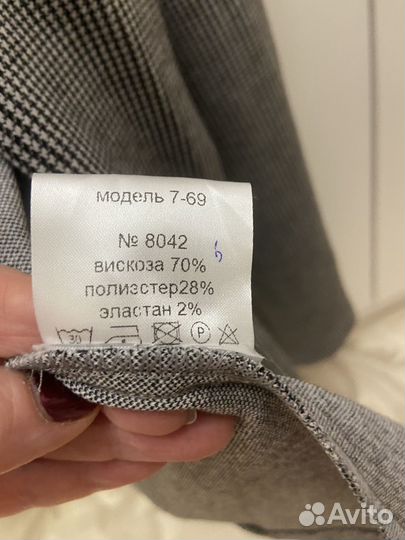 модель 7-69
№ 8042
вискоза 70%
полиэстер28%
эластан 2%
30
P
Avito